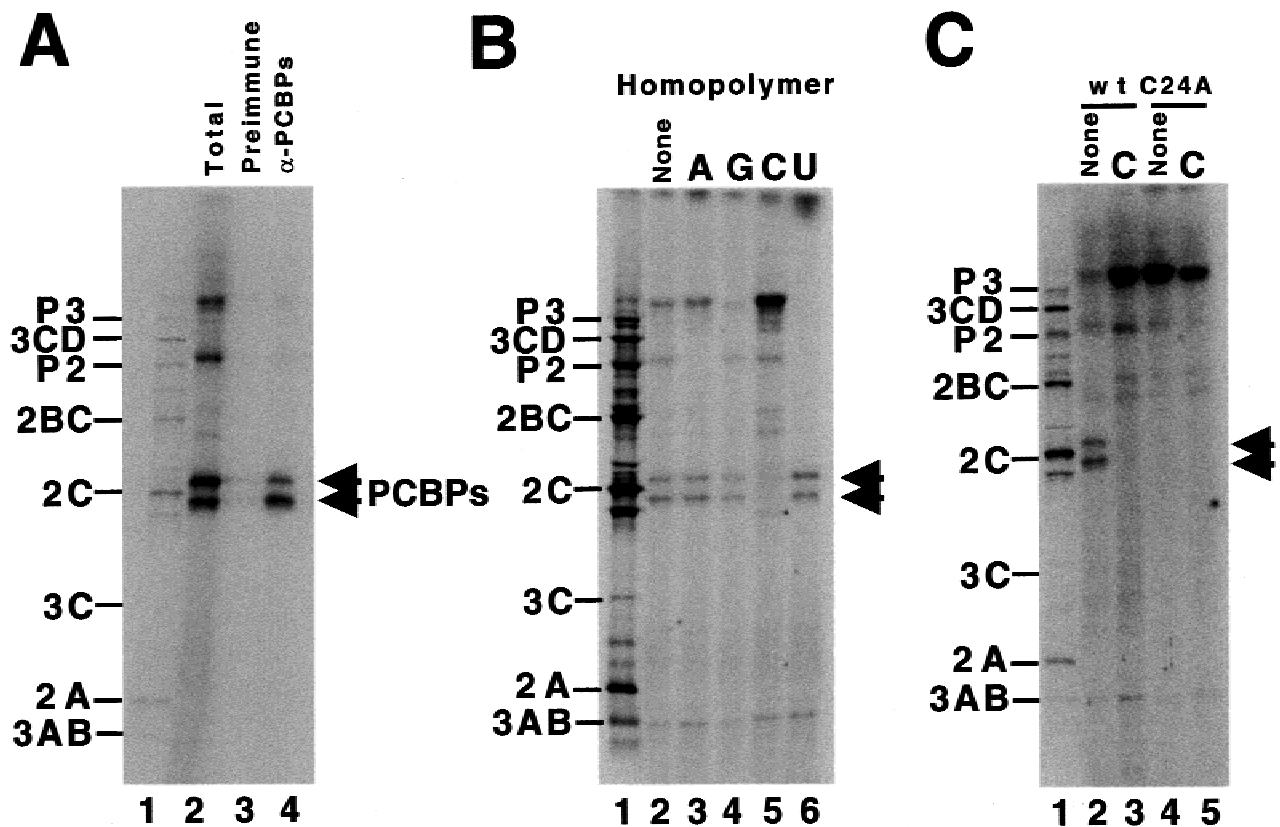 A
Total
Preimmune
α-PCBPs
P3
3CD
P2
2BC
2C
3C
2A
3AB
PCBPs
1 2 3 4
B
Homopolymer
None A G C U
P3
3CD
P2
2BC
2C
3C
2A
3AB
1 2 3 4 5 6
C
wt C24A
None C None C
P3
3CD
P2
2BC
2C
3C
2A
3AB
1 2 3 4 5